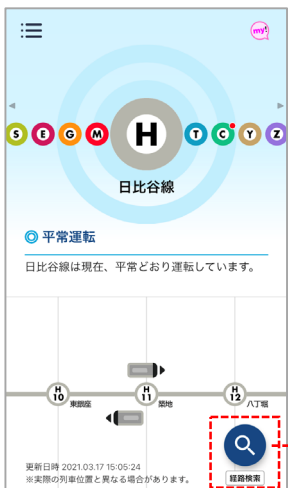 my!
S E G M H T C Y Z
日比谷線
平常運転
日比谷線は現在、平常どおり運転しています。
H 10 東銀座
H 11 築地
H 12 八丁堀
経路検索
更新日時 2021.03.17 15:05:24
※実際の列車位置と異なる場合があります。